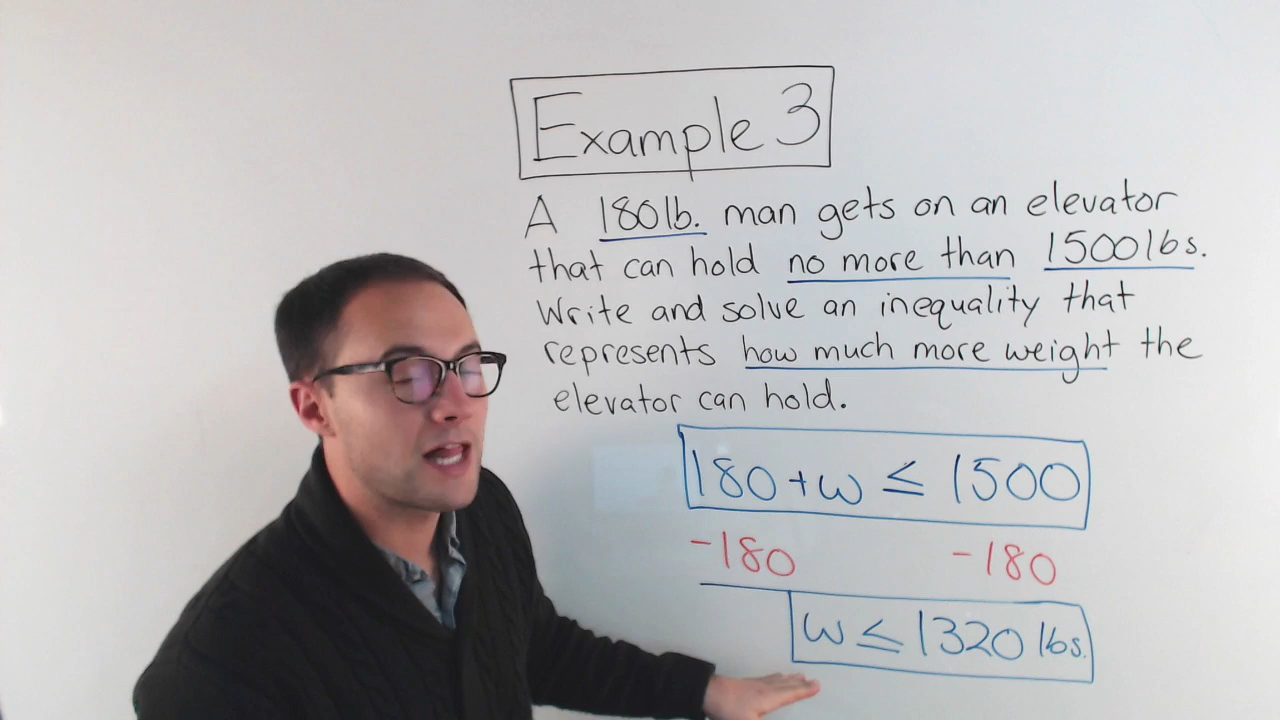 Example 3
A 180lb. man gets on an elevator
that can hold no more than 1500lbs.
Write and solve an inequality that
represents how much more weight the
elevator can hold.
180+w ≤ 1500
-180 -180
w ≤ 1320 lbs.